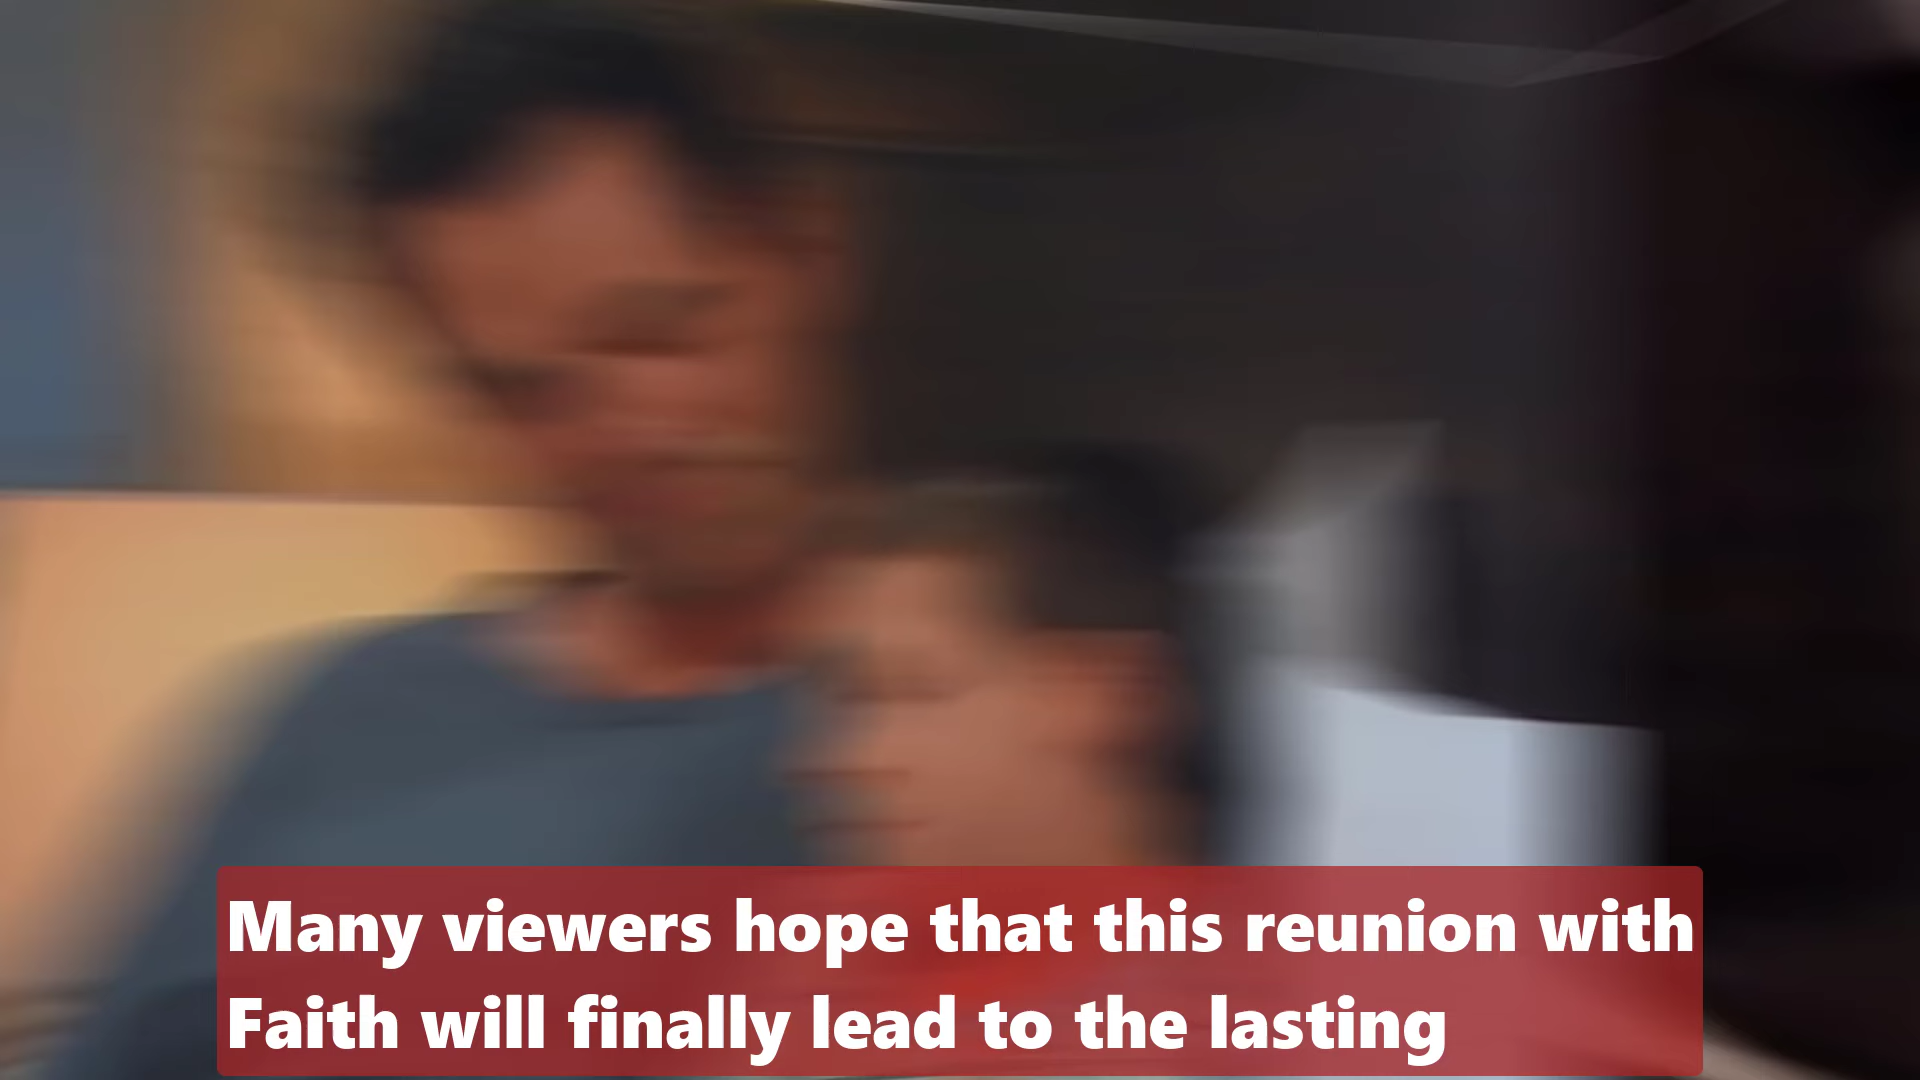 Many viewers hope that this reunion with
Faith will finally lead to the lasting